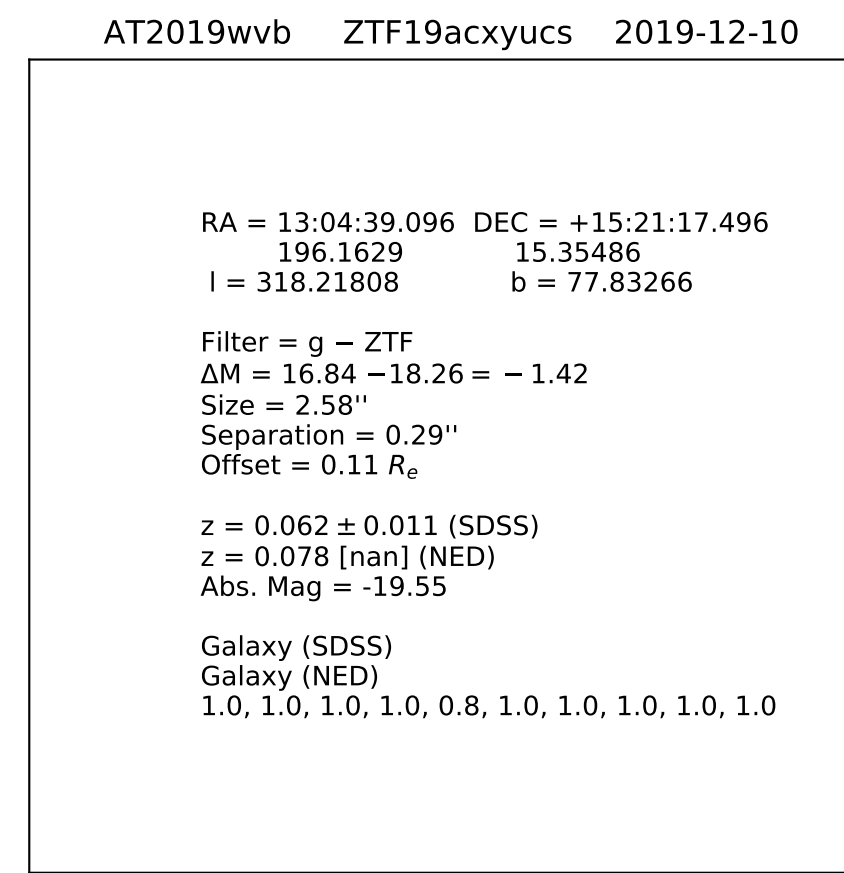 AT2019wvb ZTF19acxyucs 2019-12-10
RA = 13:04:39.096 DEC = +15:21:17.496
196.1629 15.35486
l = 318.21808 b = 77.83266
Filter = g − ZTF
ΔM = 16.84 −18.26 = − 1.42
Size = 2.58''
Separation = 0.29''
Offset = 0.11 Rₑ
z = 0.062 ± 0.011 (SDSS)
z = 0.078 [nan] (NED)
Abs. Mag = -19.55
Galaxy (SDSS)
Galaxy (NED)
1.0, 1.0, 1.0, 1.0, 0.8, 1.0, 1.0, 1.0, 1.0, 1.0